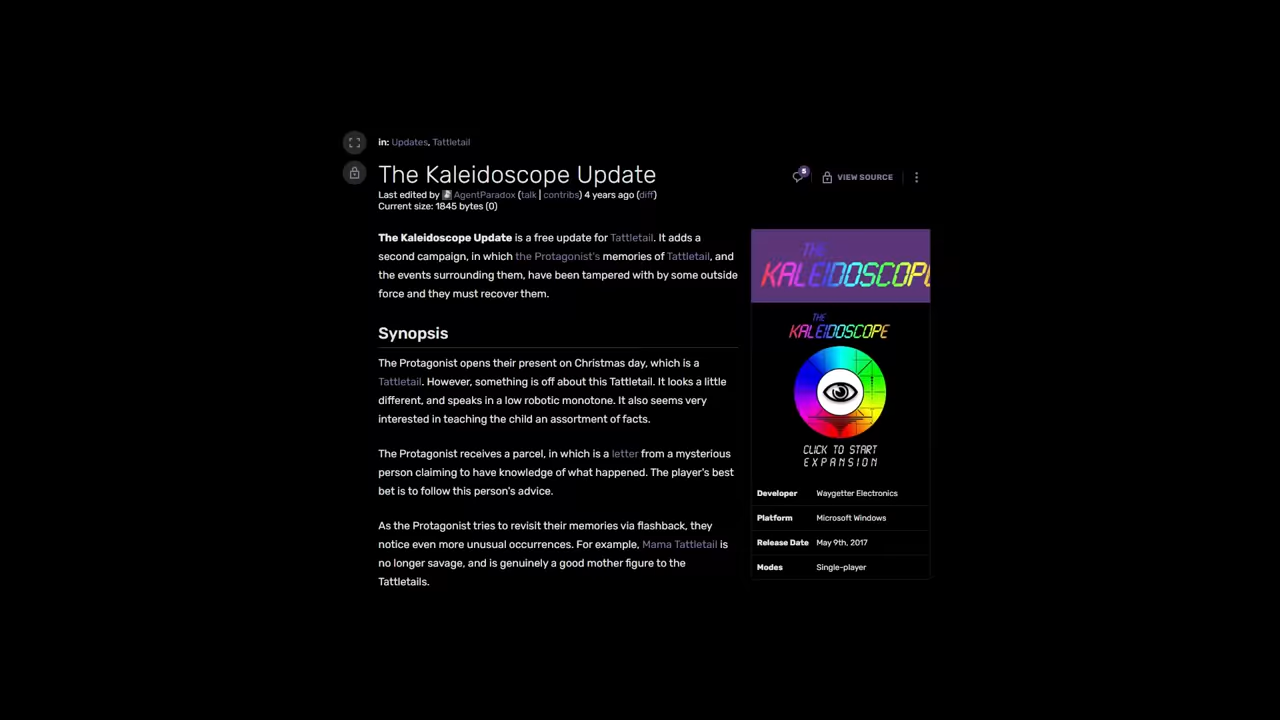 in: Updates, Tattletail
The Kaleidoscope Update
5
VIEW SOURCE
Last edited by AgentParadox (talk | contribs) 4 years ago (diff)
Current size: 1845 bytes (0)
The Kaleidoscope Update is a free update for Tattletail. It adds a
second campaign, in which the Protagonist's memories of Tattletail, and
the events surrounding them, have been tampered with by some outside
force and they must recover them.
Synopsis
The Protagonist opens their present on Christmas day, which is a
Tattletail. However, something is off about this Tattletail. It looks a little
different, and speaks in a low robotic monotone. It also seems very
interested in teaching the child an assortment of facts.
The Protagonist receives a parcel, in which is a letter from a mysterious
person claiming to have knowledge of what happened. The player's best
bet is to follow this person's advice.
As the Protagonist tries to revisit their memories via flashback, they
notice even more unusual occurrences. For example, Mama Tattletail is
no longer savage, and is genuinely a good mother figure to the
Tattletails.
THE
KALEIDOSCOPE
THE
KALEIDOSCOPE
CLICK TO START
EXPANSION
Developer Waygetter Electronics
Platform Microsoft Windows
Release Date May 9th, 2017
Modes Single-player